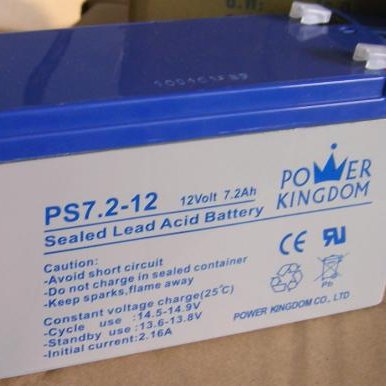 PS7.2-12 12Volt 7.2Ah
Sealed Lead Acid Battery
POWER
KINGDOM
Caution:
-Avoid short circuit
-Do not charge in sealed container
-Keep sparks,flame away
Constant voltage charge(25℃)
-Cycle use :14.5-14.9V
-Standby use :13.6-13.8V
-Initial current:2.16A
CE
Pb
POWER KINGDOM CO., LTD